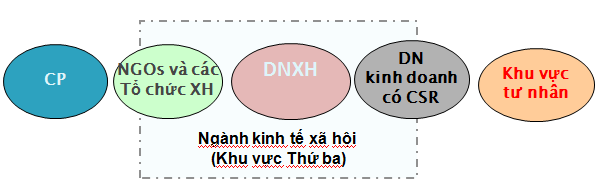 CP
NGOs và các
Tổ chức XH
DNXH
DN
kinh doanh
có CSR
Khu vực
tư nhân
Ngành kinh tế xã hôi
(Khu vực Thứ ba)